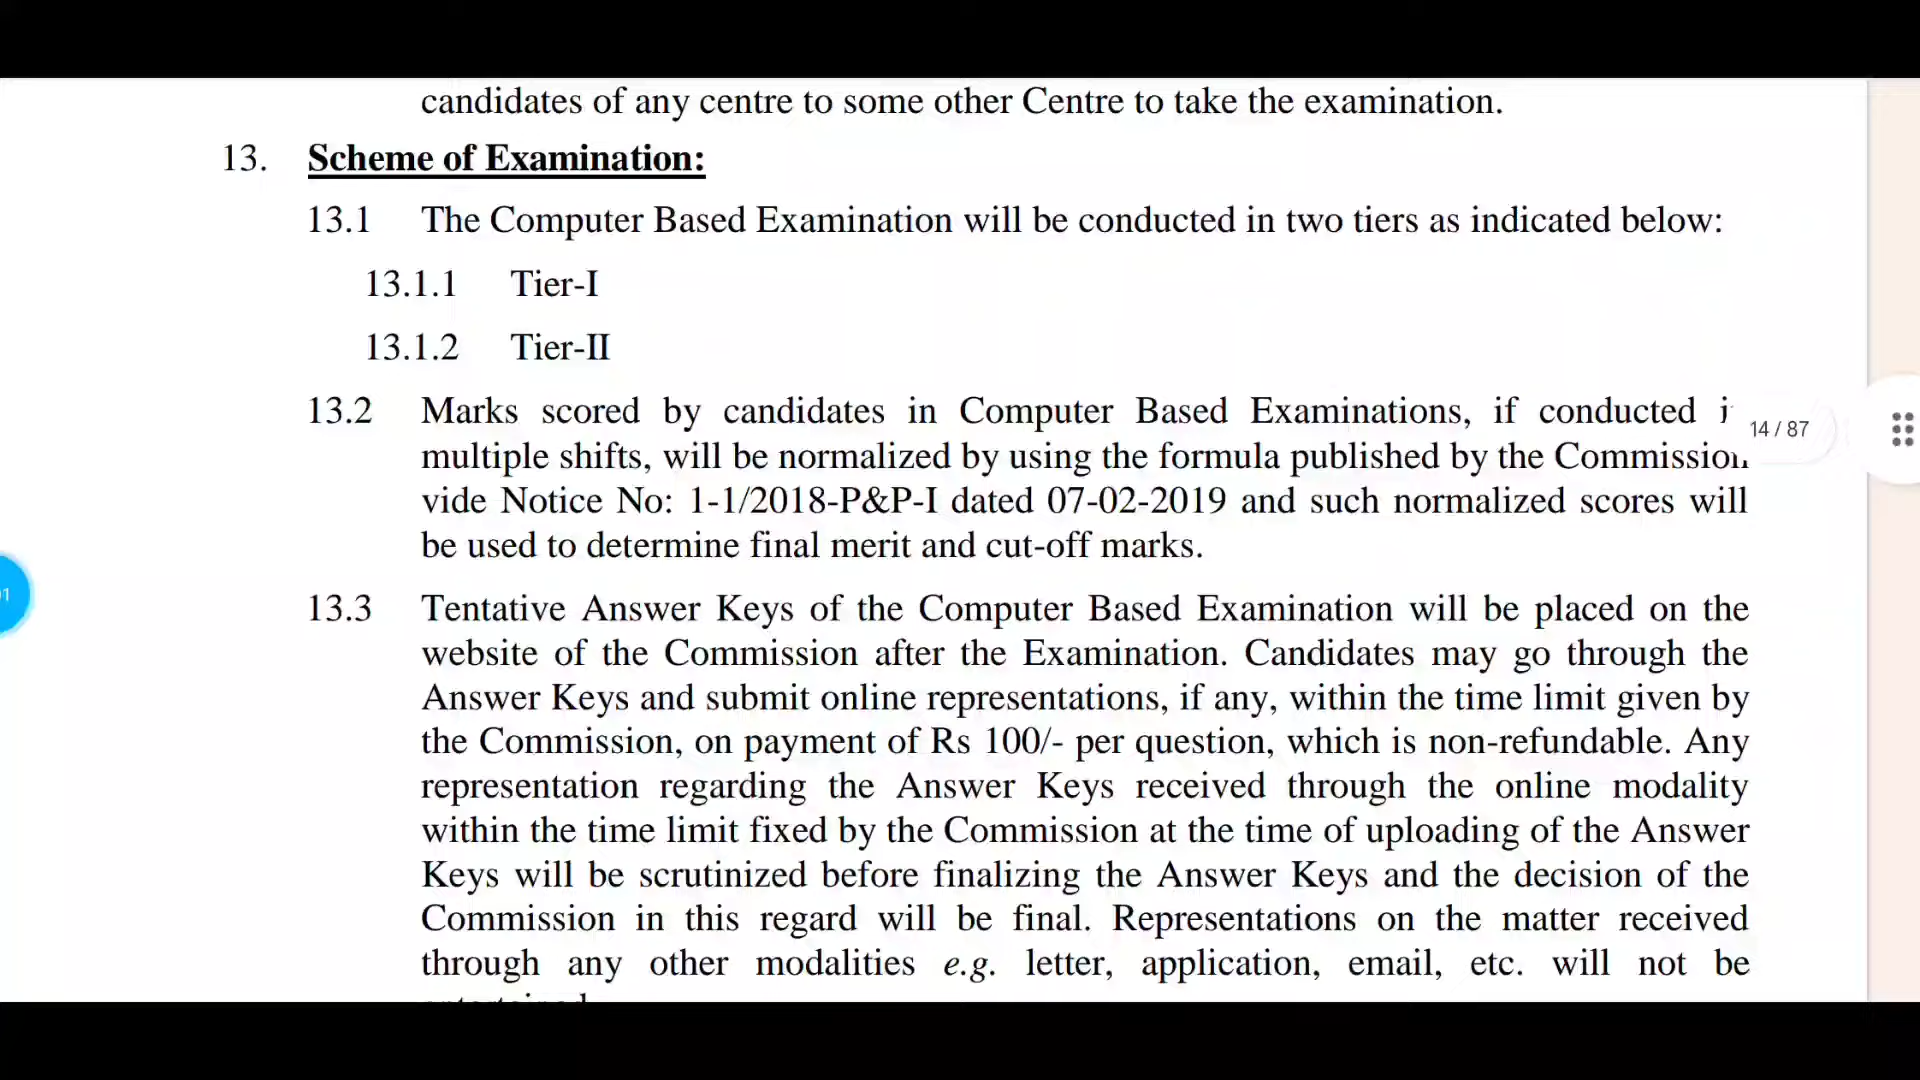 candidates of any centre to some other Centre to take the examination.
13. Scheme of Examination:
13.1 The Computer Based Examination will be conducted in two tiers as indicated below:
13.1.1 Tier-I
13.1.2 Tier-II
13.2 Marks scored by candidates in Computer Based Examinations, if conducted
14 / 87
multiple shifts, will be normalized by using the formula published by the Commission
vide Notice No: 1-1/2018-P&P-I dated 07-02-2019 and such normalized scores will
be used to determine final merit and cut-off marks.
13.3 Tentative Answer Keys of the Computer Based Examination will be placed on the
website of the Commission after the Examination. Candidates may go through the
Answer Keys and submit online representations, if any, within the time limit given by
the Commission, on payment of Rs 100/- per question, which is non-refundable. Any
representation regarding the Answer Keys received through the online modality
within the time limit fixed by the Commission at the time of uploading of the Answer
Keys will be scrutinized before finalizing the Answer Keys and the decision of the
Commission in this regard will be final. Representations on the matter received
through any other modalities e.g. letter, application, email, etc. will not be